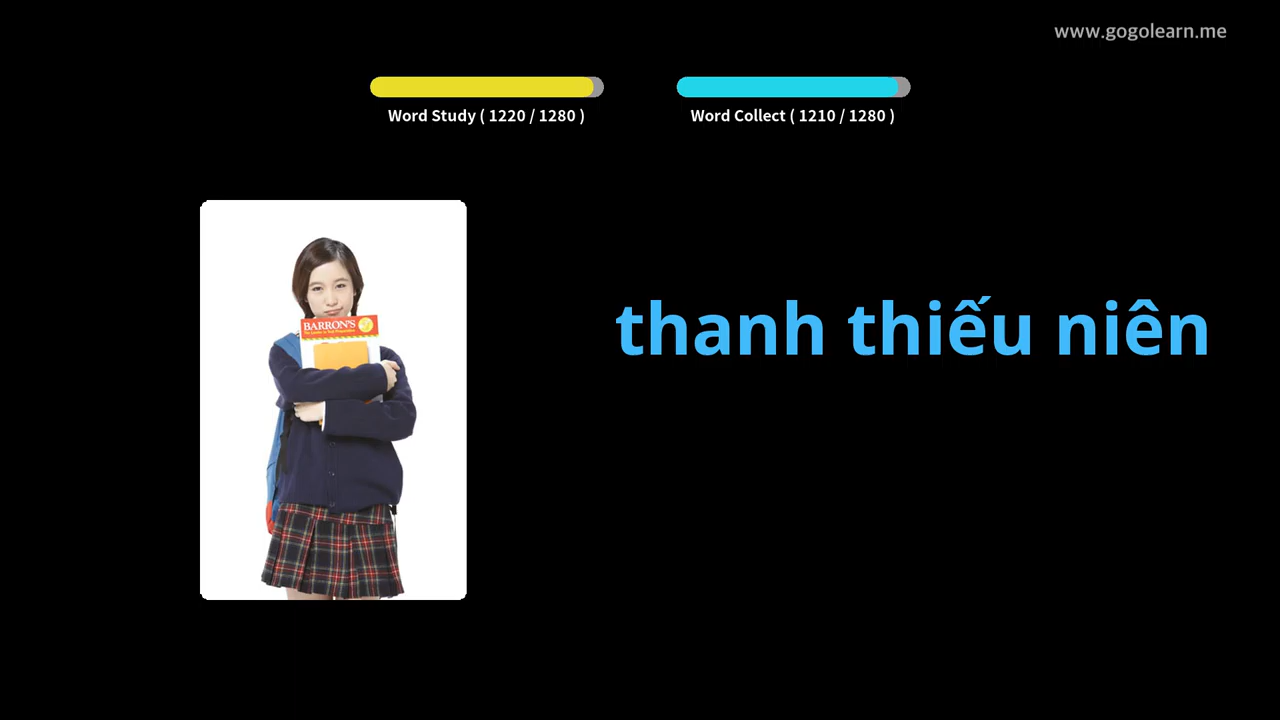 www.gogolearn.me
Word Study ( 1220 / 1280 )
Word Collect ( 1210 / 1280 )
BARRON'S
thanh thiếu niên